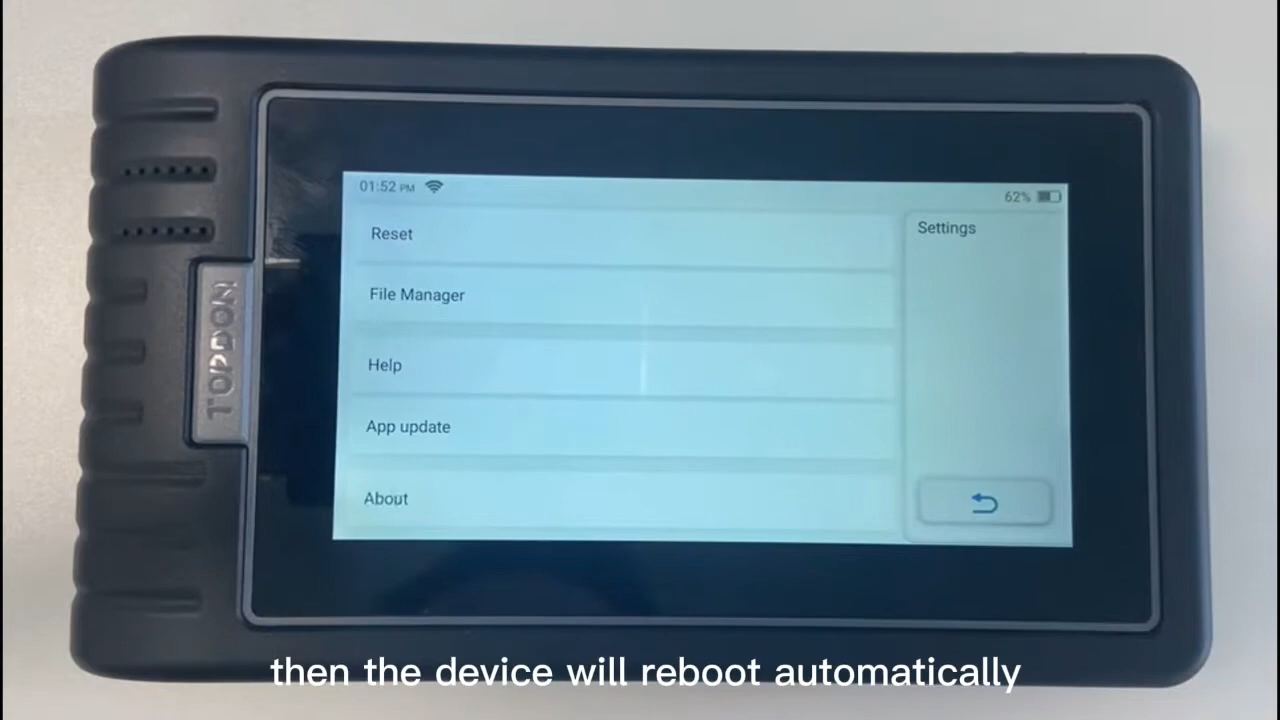 TOPDON
01:52 PM
62%
Reset
Settings
File Manager
Help
App update
About
then the device will reboot automatically